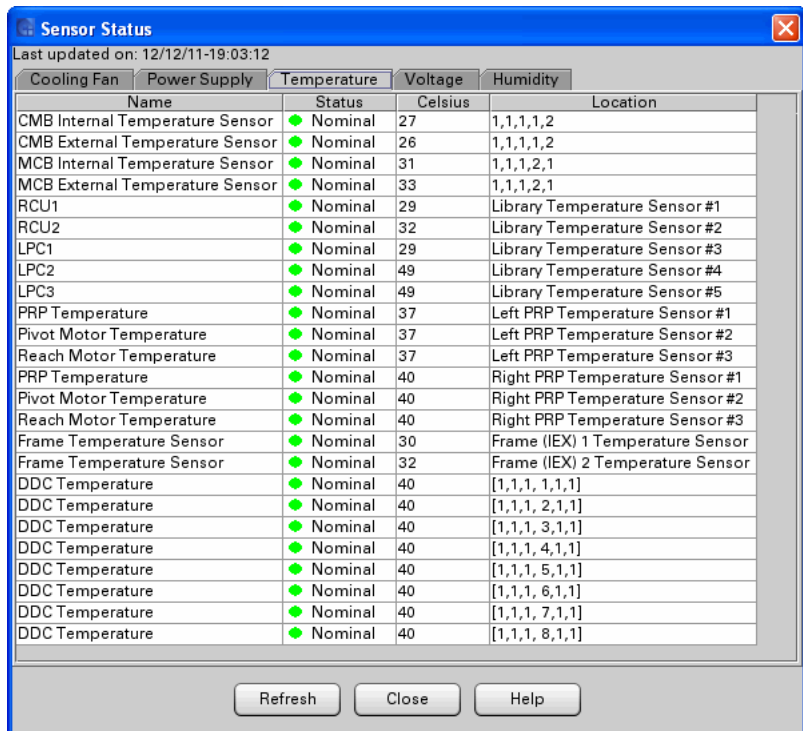 Sensor Status
Last updated on: 12/12/11-19:03:12
Cooling Fan Power Supply Temperature Voltage Humidity
Name Status Celsius Location
CMB Internal Temperature Sensor Nominal 27 1,1,1,1,2
CMB External Temperature Sensor Nominal 26 1,1,1,1,2
MCB Internal Temperature Sensor Nominal 31 1,1,1,2,1
MCB External Temperature Sensor Nominal 33 1,1,1,2,1
RCU1 Nominal 29 Library Temperature Sensor #1
RCU2 Nominal 32 Library Temperature Sensor #2
LPC1 Nominal 29 Library Temperature Sensor #3
LPC2 Nominal 49 Library Temperature Sensor #4
LPC3 Nominal 49 Library Temperature Sensor #5
PRP Temperature Nominal 37 Left PRP Temperature Sensor #1
Pivot Motor Temperature Nominal 37 Left PRP Temperature Sensor #2
Reach Motor Temperature Nominal 37 Left PRP Temperature Sensor #3
PRP Temperature Nominal 40 Right PRP Temperature Sensor #1
Pivot Motor Temperature Nominal 40 Right PRP Temperature Sensor #2
Reach Motor Temperature Nominal 40 Right PRP Temperature Sensor #3
Frame Temperature Sensor Nominal 30 Frame (IEX) 1 Temperature Sensor
Frame Temperature Sensor Nominal 32 Frame (IEX) 2 Temperature Sensor
DDC Temperature Nominal 40 [1,1,1, 1,1,1]
DDC Temperature Nominal 40 [1,1,1, 2,1,1]
DDC Temperature Nominal 40 [1,1,1, 3,1,1]
DDC Temperature Nominal 40 [1,1,1, 4,1,1]
DDC Temperature Nominal 40 [1,1,1, 5,1,1]
DDC Temperature Nominal 40 [1,1,1, 6,1,1]
DDC Temperature Nominal 40 [1,1,1, 7,1,1]
DDC Temperature Nominal 40 [1,1,1, 8,1,1]
Refresh Close Help